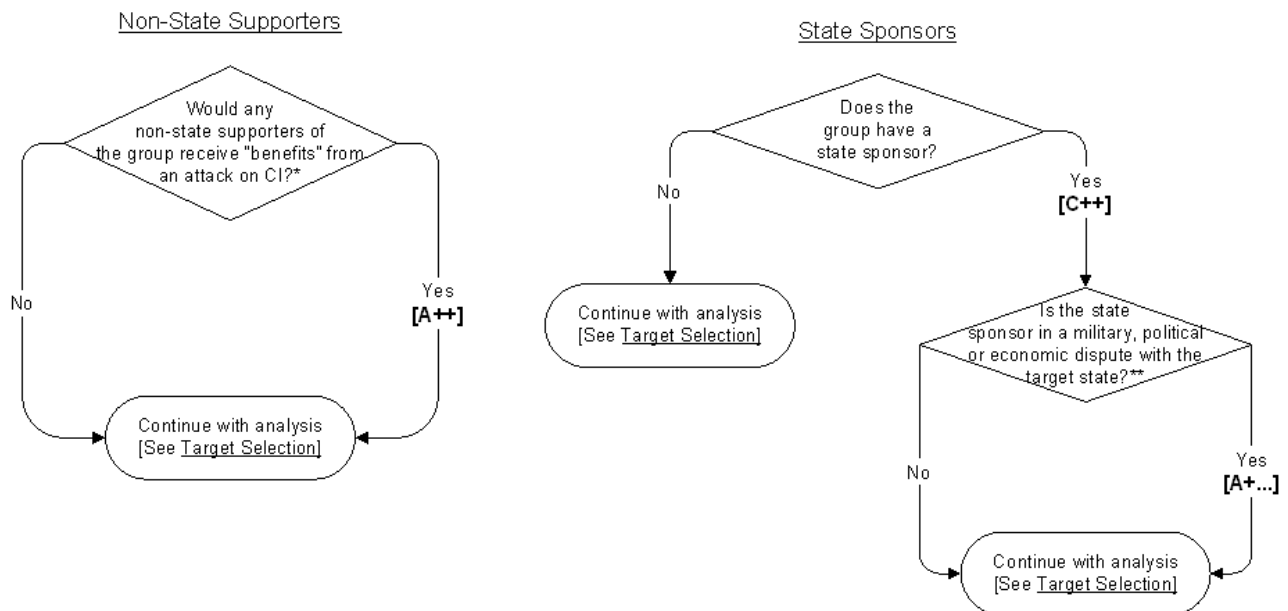 Non-State Supporters
Would any
non-state supporters of
the group receive "benefits" from
an attack on CI?*
No
Yes
[A++]
Continue with analysis
[See Target Selection]
State Sponsors
Does the
group have a
state sponsor?
No
Yes
[C++]
Continue with analysis
[See Target Selection]
Is the state
sponsor in a military, political
or economic dispute with the
target state?**
No
Yes
[A+...]
Continue with analysis
[See Target Selection]